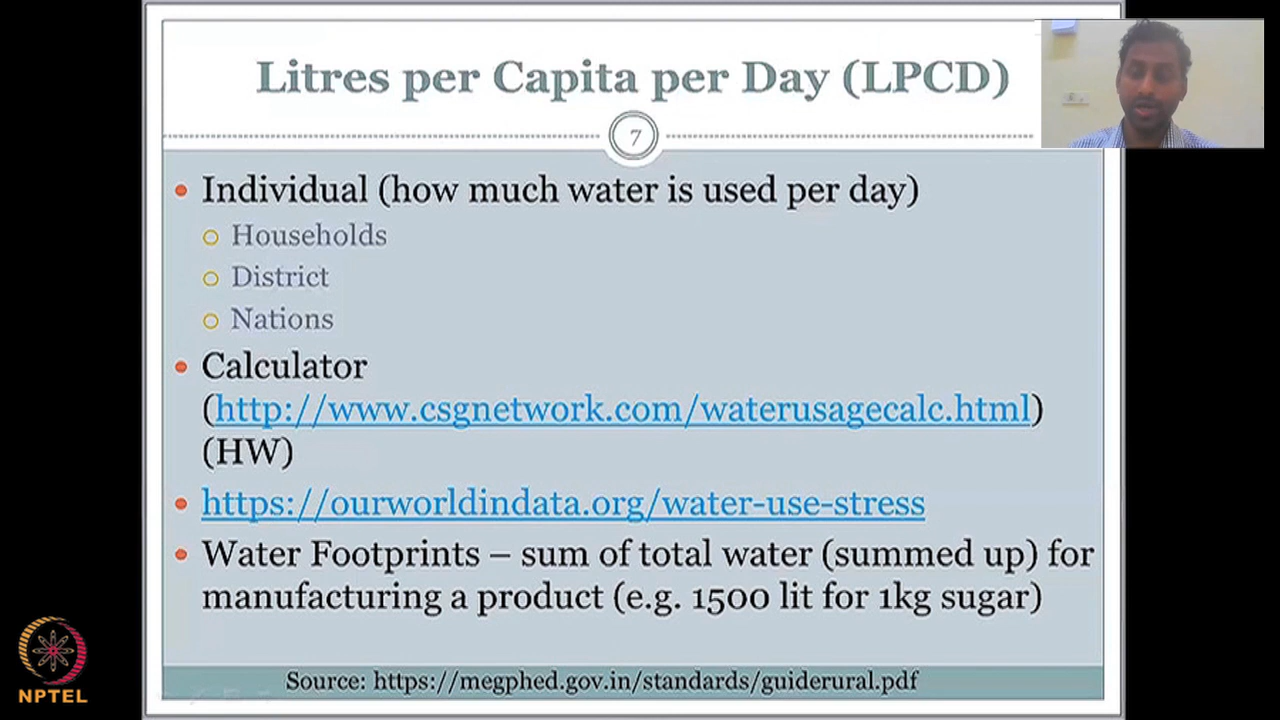 Litres per Capita per Day (LPCD)
7
Individual (how much water is used per day)
Households
District
Nations
Calculator
(http://www.csgnetwork.com/waterusagecalc.html)
(HW)
https://ourworldindata.org/water-use-stress
Water Footprints – sum of total water (summed up) for
manufacturing a product (e.g. 1500 lit for 1kg sugar)
Source: https://megphed.gov.in/standards/guiderural.pdf
NPTEL